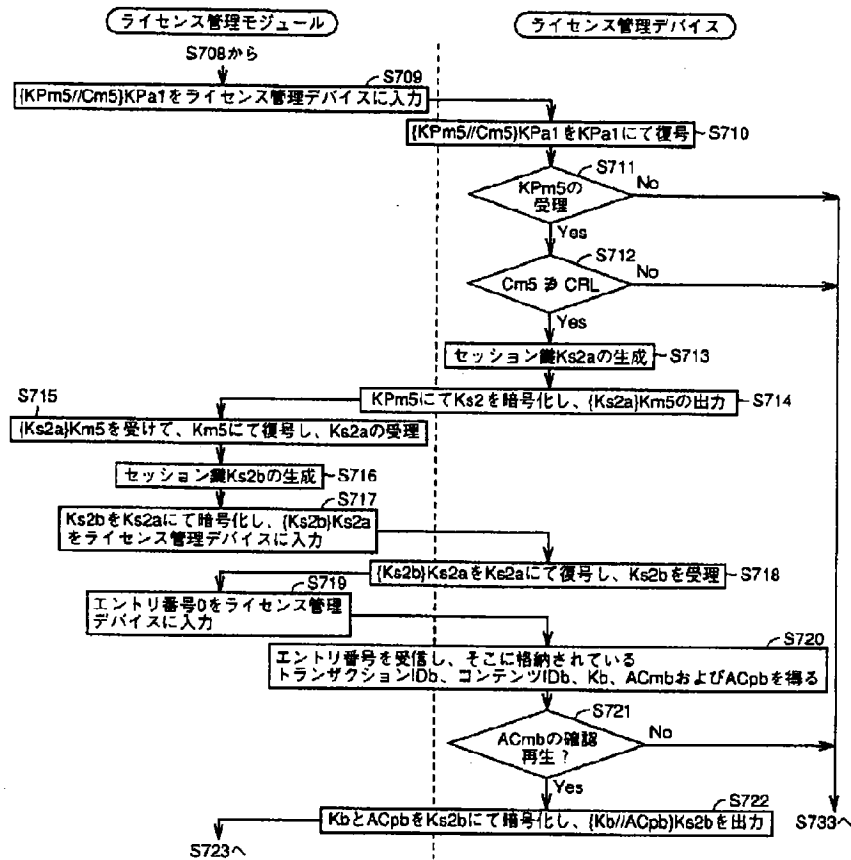 ライセンス管理モジュール
ライセンス管理デバイス
S708から
S709
{KPm5//Cm5}KPa1をライセンス管理デバイスに入力
{KPm5//Cm5}KPa1をKPa1にて復号
S710
S711
KPm5の
受理
No
Yes
S712
Cm5 ∌ CRL
No
Yes
セッション鍵Ks2aの生成
S713
KPm5にてKs2を暗号化し、{Ks2a}Km5の出力
S714
S715
{Ks2a}Km5を受けて、Km5にて復号し、Ks2aの受理
セッション鍵Ks2bの生成
S716
S717
Ks2bをKs2aにて暗号化し、{Ks2b}Ks2a
をライセンス管理デバイスに入力
{Ks2b}Ks2aをKs2aにて復号し、Ks2bを受理
S718
S719
エントリ番号0をライセンス管理
デバイスに入力
S720
エントリ番号を受信し、そこに格納されている
トランザクションIDb、コンテンツIDb、Kb、ACmbおよびACpbを得る
S721
ACmbの確認
再生？
No
Yes
S722
KbとACpbをKs2bにて暗号化し、{Kb//ACpb}Ks2bを出力
S733へ
S723へ